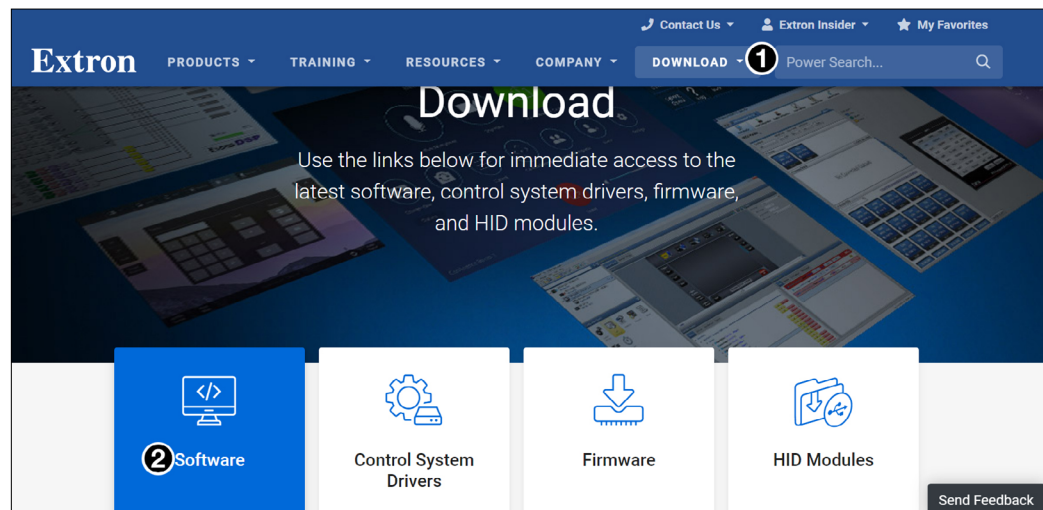 Contact Us
Extron Insider
My Favorites
Extron
PRODUCTS
TRAINING
RESOURCES
COMPANY
DOWNLOAD
1
Power Search...
Download
Use the links below for immediate access to the
latest software, control system drivers, firmware,
and HID modules.
</>
2
Software
Control System
Drivers
Firmware
HID Modules
Send Feedback